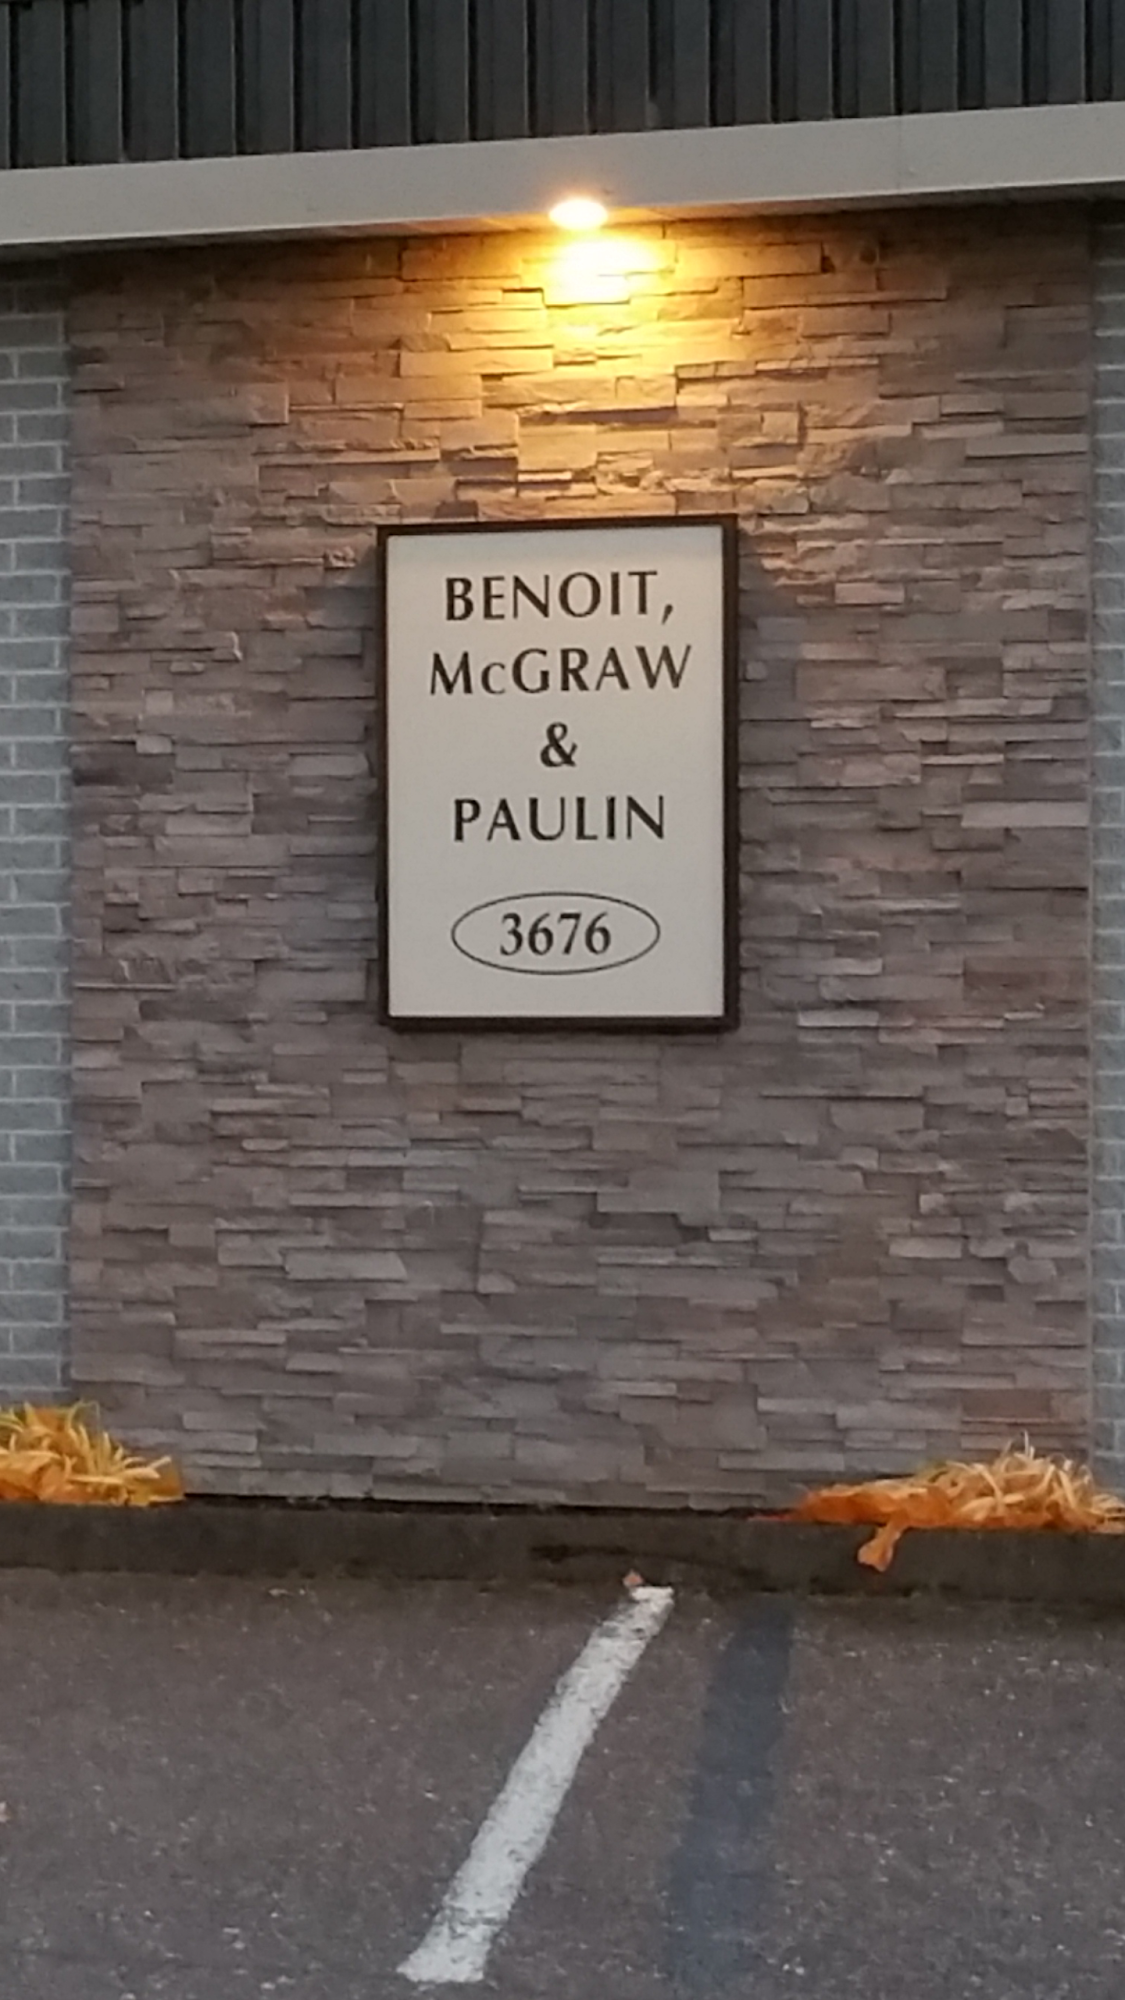 BENOIT,
McGRAW
&
PAULIN
3676